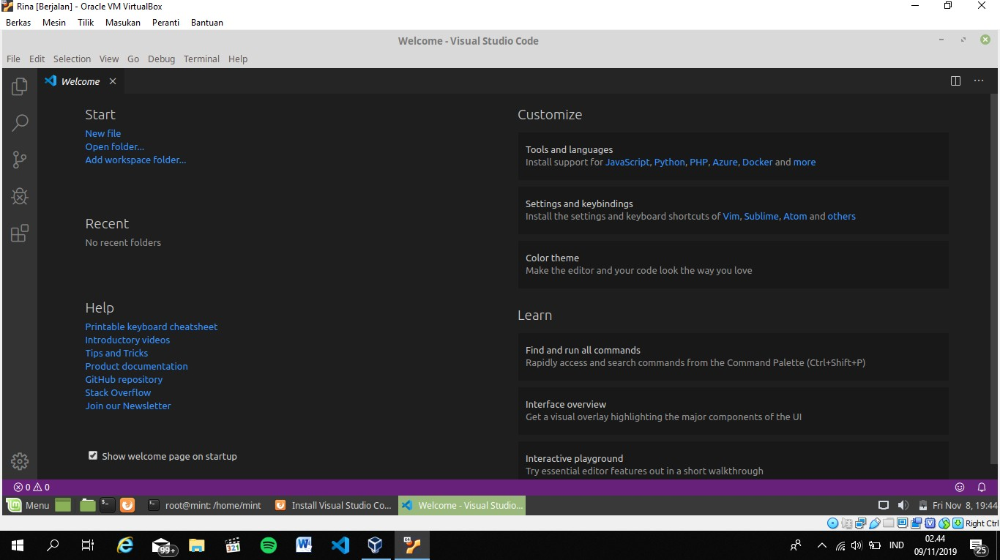 Rina [Berjalan] - Oracle VM VirtualBox
Berkas Mesin Tilik Masukan Peranti Bantuan
Welcome - Visual Studio Code
File Edit Selection View Go Debug Terminal Help
Welcome
Start
New file
Open folder...
Add workspace folder...
Recent
No recent folders
Help
Printable keyboard cheatsheet
Introductory videos
Tips and Tricks
Product documentation
GitHub repository
Stack Overflow
Join our Newsletter
Show welcome page on startup
Customize
Tools and languages
Install support for JavaScript, Python, PHP, Azure, Docker and more
Settings and keybindings
Install the settings and keyboard shortcuts of Vim, Sublime, Atom and others
Color theme
Make the editor and your code look the way you love
Learn
Find and run all commands
Rapidly access and search commands from the Command Palette (Ctrl+Shift+P)
Interface overview
Get a visual overlay highlighting the major components of the UI
Interactive playground
Try essential editor features out in a short walkthrough
0 0
Menu root@mint: /home/mint Install Visual Studio Co... Welcome - Visual Studio... Fri Nov 8, 19:44
Right Ctrl
99+ 321 W 64 IND 02.44
09/11/2019 25